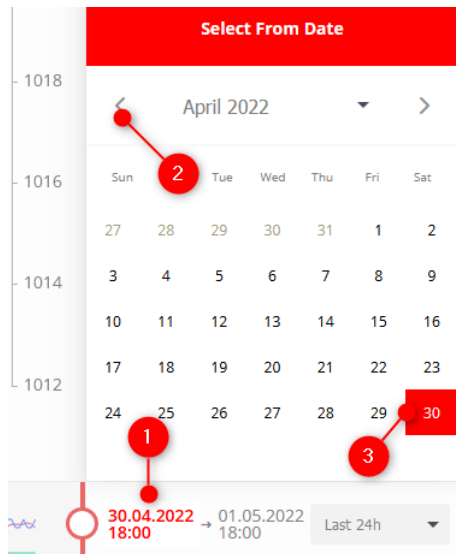 Select From Date
1018
April 2022
2
1016
Sun Tue Wed Thu Fri Sat
27 28 29 30 31 1 2
1014
3 4 5 6 7 8 9
10 11 12 13 14 15 16
17 18 19 20 21 22 23
1012
24 25 26 27 28 29 30
1
3
30.04.2022 → 01.05.2022
18:00 18:00
Last 24h